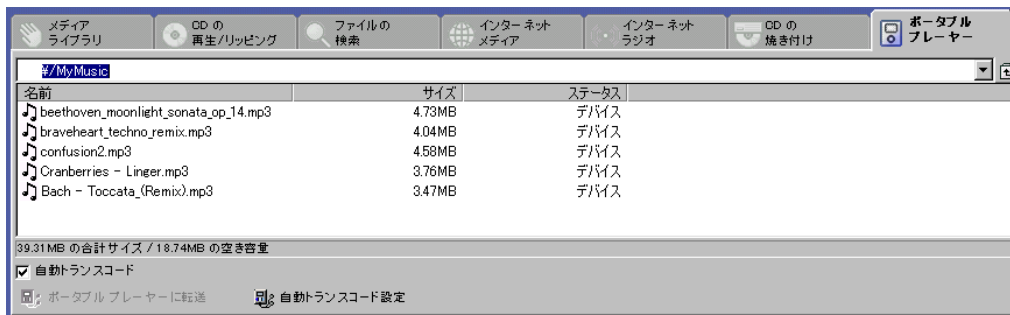 メディア ライブラリ
CD の 再生/リッピング
ファイルの 検索
インターネット メディア
インターネット ラジオ
CD の 焼き付け
ポータブル プレーヤー
¥/MyMusic
名前 サイズ ステータス
beethoven_moonlight_sonata_op_14.mp3 4.73MB デバイス
braveheart_techno_remix.mp3 4.04MB デバイス
confusion2.mp3 4.58MB デバイス
Cranberries - Linger.mp3 3.76MB デバイス
Bach - Toccata_(Remix).mp3 3.47MB デバイス
39.31MB の合計サイズ / 18.74MB の空き容量
自動トランスコード
ポータブル プレーヤーに転送 自動トランスコード設定